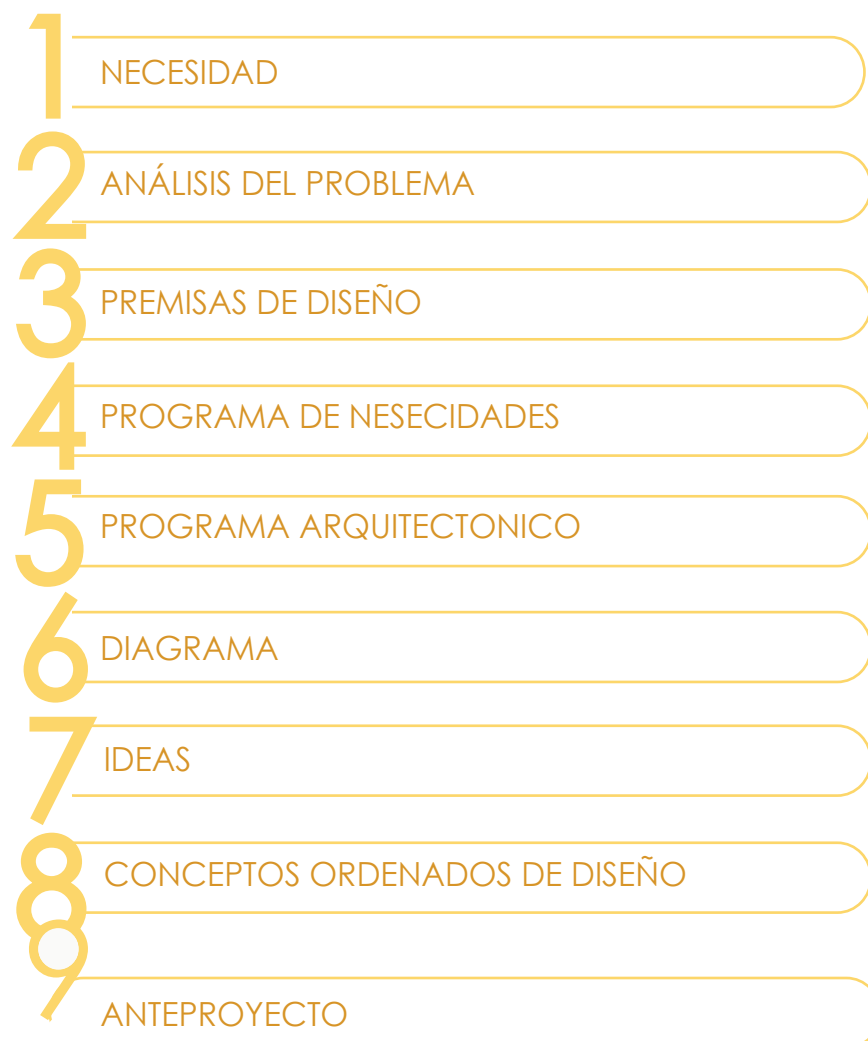 1 NECESIDAD
2 ANÁLISIS DEL PROBLEMA
3 PREMISAS DE DISEÑO
4 PROGRAMA DE NESECIDADES
5 PROGRAMA ARQUITECTONICO
6 DIAGRAMA
7 IDEAS
8 CONCEPTOS ORDENADOS DE DISEÑO
9 ANTEPROYECTO